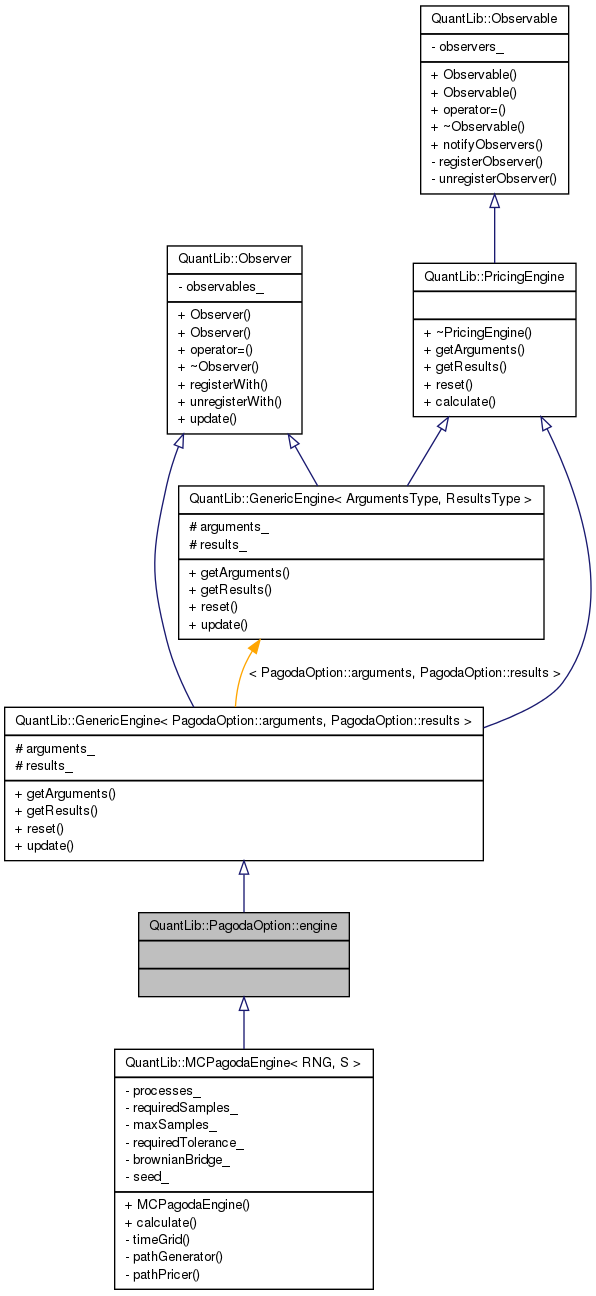 QuantLib::Observable
- observers_
+ Observable()
+ Observable()
+ operator=()
+ ~Observable()
+ notifyObservers()
- registerObserver()
- unregisterObserver()
QuantLib::Observer
- observables_
+ Observer()
+ Observer()
+ operator=()
+ ~Observer()
+ registerWith()
+ unregisterWith()
+ update()
QuantLib::PricingEngine
+ ~PricingEngine()
+ getArguments()
+ getResults()
+ reset()
+ calculate()
QuantLib::GenericEngine< ArgumentsType, ResultsType >
# arguments_
# results_
+ getArguments()
+ getResults()
+ reset()
+ update()
< PagodaOption::arguments, PagodaOption::results >
QuantLib::GenericEngine< PagodaOption::arguments, PagodaOption::results >
# arguments_
# results_
+ getArguments()
+ getResults()
+ reset()
+ update()
QuantLib::PagodaOption::engine
QuantLib::MCPagodaEngine< RNG, S >
- processes_
- requiredSamples_
- maxSamples_
- requiredTolerance_
- brownianBridge_
- seed_
+ MCPagodaEngine()
+ calculate()
- timeGrid()
- pathGenerator()
- pathPricer()